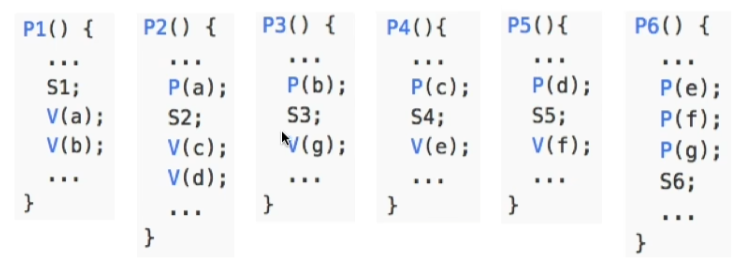 P1() {
...
S1;
V(a);
V(b);
...
}
P2() {
...
P(a);
S2;
V(c);
V(d);
...
}
P3() {
...
P(b);
S3;
V(g);
...
}
P4(){
...
P(c);
S4;
V(e);
...
}
P5(){
...
P(d);
S5;
V(f);
...
}
P6() {
...
P(e);
P(f);
P(g);
S6;
...
}